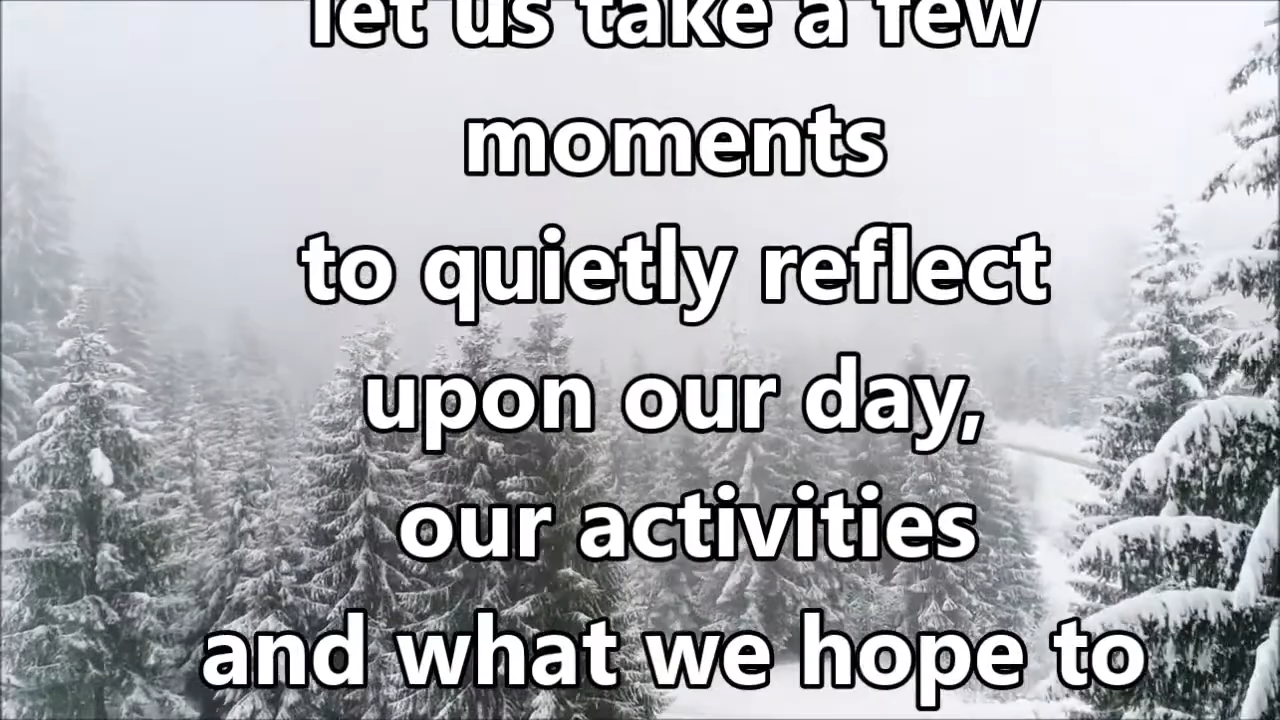 let us take a few
moments
to quietly reflect
upon our day,
our activities
and what we hope to